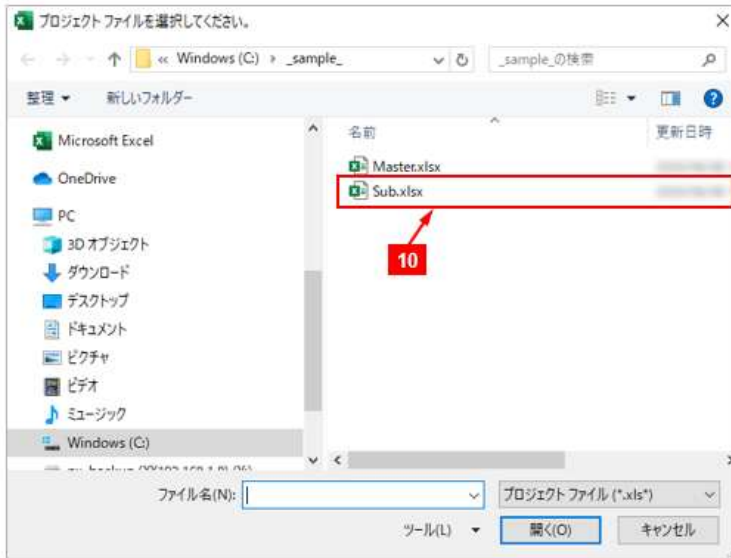 プロジェクト ファイルを選択してください。
« Windows (C:) › _sample_
_sample_の検索
整理
新しいフォルダー
名前
更新日時
Microsoft Excel
OneDrive
PC
3D オブジェクト
ダウンロード
デスクトップ
ドキュメント
ピクチャ
ビデオ
ミュージック
Windows (C:)
Master.xlsx
Sub.xlsx
10
ファイル名(N):
プロジェクト ファイル (*.xls*)
ツール(L)
開く(O)
キャンセル